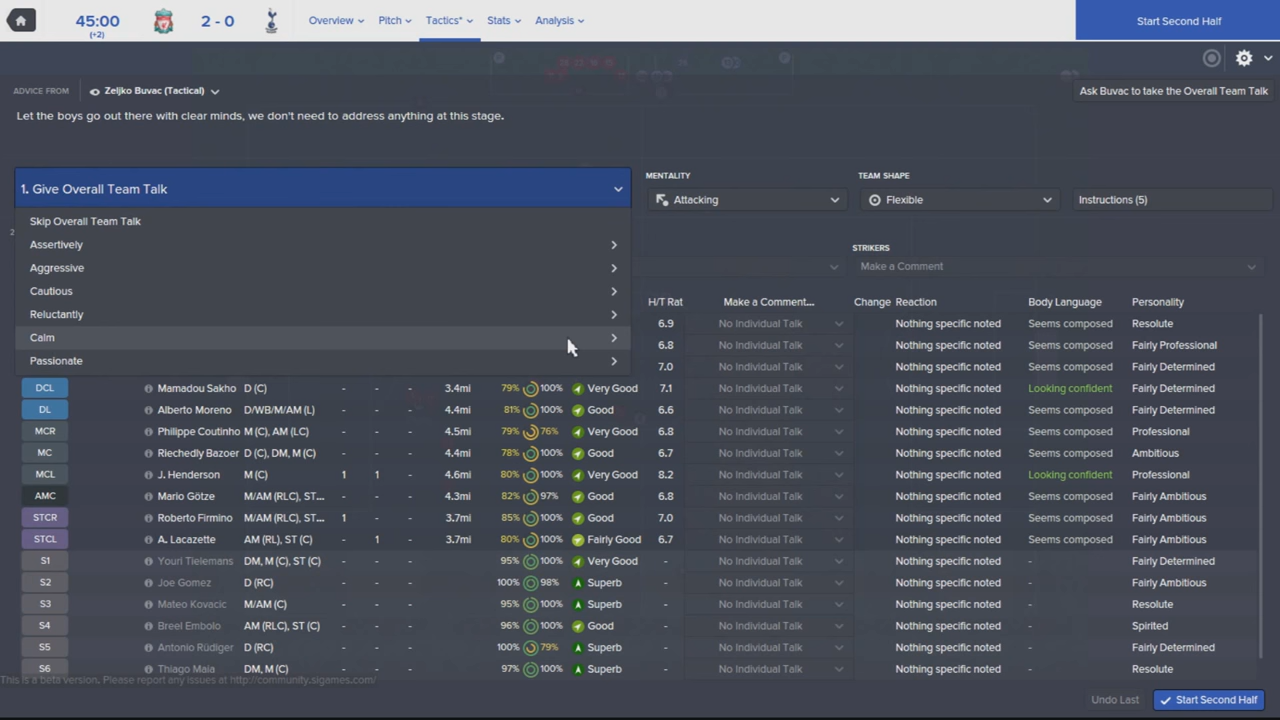 45:00
(+2)
2 - 0
Overview
Pitch
Tactics*
Stats
Analysis
Start Second Half
ADVICE FROM
Zeljko Buvac (Tactical)
Ask Buvac to take the Overall Team Talk
Let the boys go out there with clear minds, we don't need to address anything at this stage.
1. Give Overall Team Talk
MENTALITY
Attacking
TEAM SHAPE
Flexible
Instructions (5)
Skip Overall Team Talk
Assertively
Aggressive
Cautious
Reluctantly
Calm
Passionate
2
STRIKERS
Make a Comment
H/T Rat Make a Comment... Change Reaction Body Language Personality
6.9 No Individual Talk Nothing specific noted Seems composed Resolute
6.8 No Individual Talk Nothing specific noted Seems composed Fairly Professional
7.0 No Individual Talk Nothing specific noted Seems composed Fairly Determined
DCL Mamadou Sakho D (C) - - - 3.4mi 79% 100% Very Good 7.1 No Individual Talk Nothing specific noted Looking confident Fairly Determined
DL Alberto Moreno D/WB/M/AM (L) - - - 4.4mi 81% 100% Good 6.6 No Individual Talk Nothing specific noted Seems composed Fairly Determined
MCR Philippe Coutinho M (C), AM (LC) - - - 4.5mi 79% 76% Very Good 6.8 No Individual Talk Nothing specific noted Seems composed Professional
MC Riechedly Bazoer D (C), DM, M (C) - - - 4.4mi 78% 100% Good 6.7 No Individual Talk Nothing specific noted Seems composed Ambitious
MCL J. Henderson M (C) 1 1 - 4.6mi 80% 100% Very Good 8.2 No Individual Talk Nothing specific noted Looking confident Professional
AMC Mario Götze M/AM (RLC), ST... - - - 4.3mi 82% 97% Good 6.8 No Individual Talk Nothing specific noted Seems composed Fairly Ambitious
STCR Roberto Firmino M/AM (RLC), ST... 1 - - 3.7mi 85% 100% Good 7.0 No Individual Talk Nothing specific noted Seems composed Fairly Ambitious
STCL A. Lacazette AM (RL), ST (C) - 1 - 3.7mi 80% 100% Fairly Good 6.7 No Individual Talk Nothing specific noted Seems composed Fairly Ambitious
S1 Youri Tielemans DM, M (C), ST (C) - - - 95% 100% Very Good - No Individual Talk Nothing specific noted - Fairly Determined
S2 Joe Gomez D (RC) - - - 100% 98% Superb - No Individual Talk Nothing specific noted - Fairly Ambitious
S3 Mateo Kovacic M/AM (C) - - - 95% 100% Superb - No Individual Talk Nothing specific noted - Resolute
S4 Breel Embolo AM (RLC), ST (C) - - - 96% 100% Good - No Individual Talk Nothing specific noted - Spirited
S5 Antonio Rüdiger D (RC) - - - 100% 79% Superb - No Individual Talk Nothing specific noted - Fairly Determined
S6 Thiago Maia DM, M (C) - - - 97% 100% Superb - No Individual Talk Nothing specific noted - Resolute
This is a beta version. Please report any issues at http://community.sigames.com/
Undo Last
Start Second Half